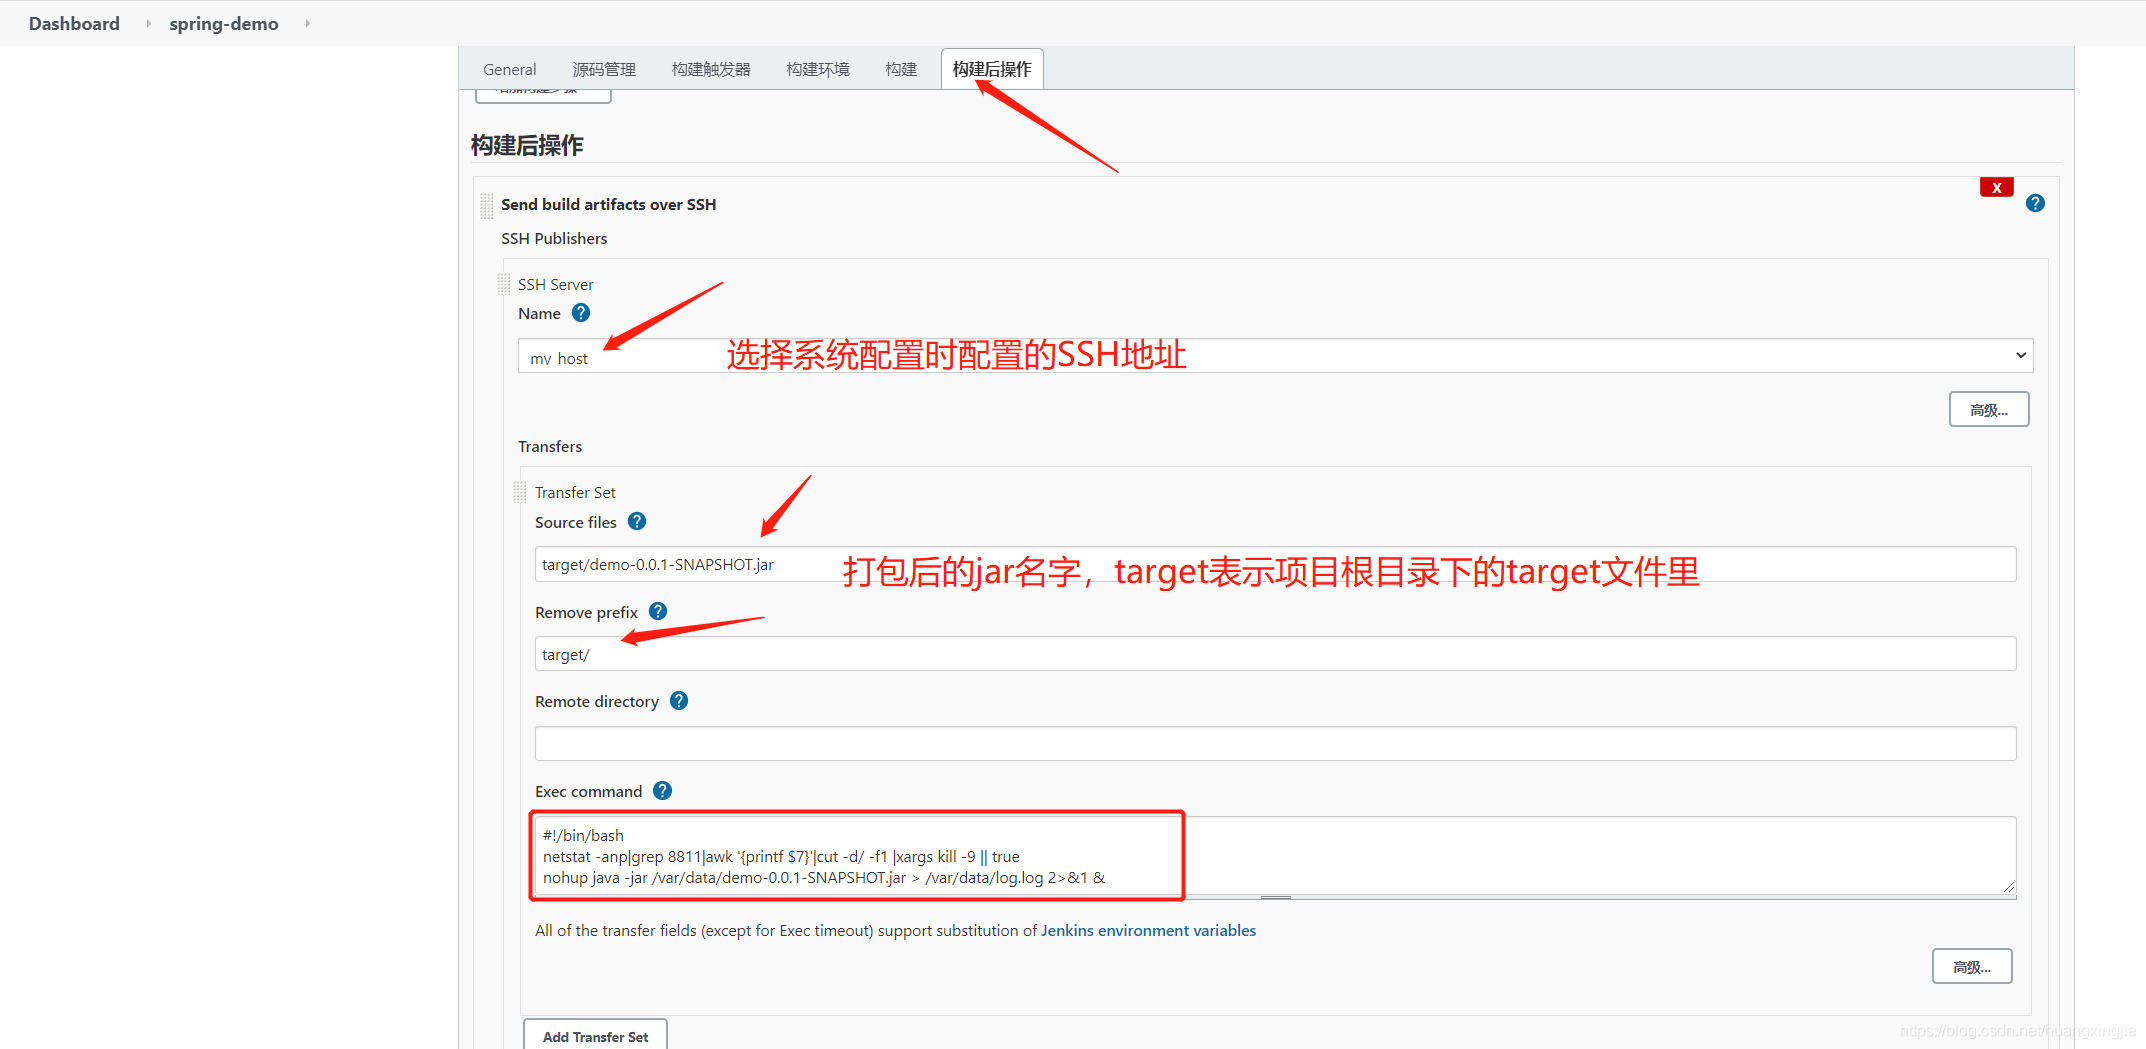 Dashboard
spring-demo
General
源码管理
构建触发器
构建环境
构建
构建后操作
增加构建步骤
构建后操作
X
Send build artifacts over SSH
?
SSH Publishers
SSH Server
Name ?
my host
选择系统配置时配置的SSH地址
高级...
Transfers
Transfer Set
Source files ?
target/demo-0.0.1-SNAPSHOT.jar
打包后的jar名字，target表示项目根目录下的target文件里
Remove prefix ?
target/
Remote directory ?
Exec command ?
#!/bin/bash
netstat -anp|grep 8811|awk '{printf $7}'|cut -d/ -f1 |xargs kill -9 || true
nohup java -jar /var/data/demo-0.0.1-SNAPSHOT.jar > /var/data/log.log 2>&1 &
All of the transfer fields (except for Exec timeout) support substitution of Jenkins environment variables
高级...
Add Transfer Set
https://blog.csdn.net/huangxingjie